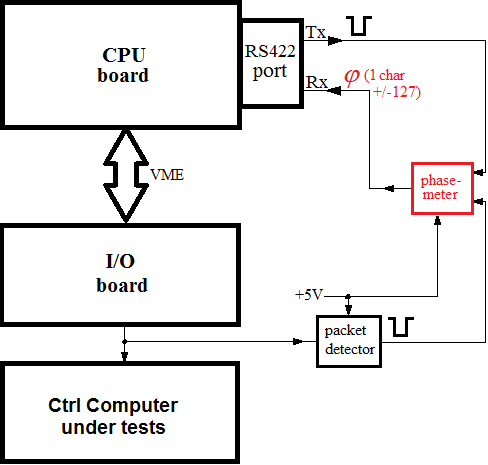 CPU
board
RS422
port
Tx
Rx
φ (1 char
+/-127)
VME
phase-
meter
I/O
board
+5V
packet
detector
Ctrl Computer
under tests